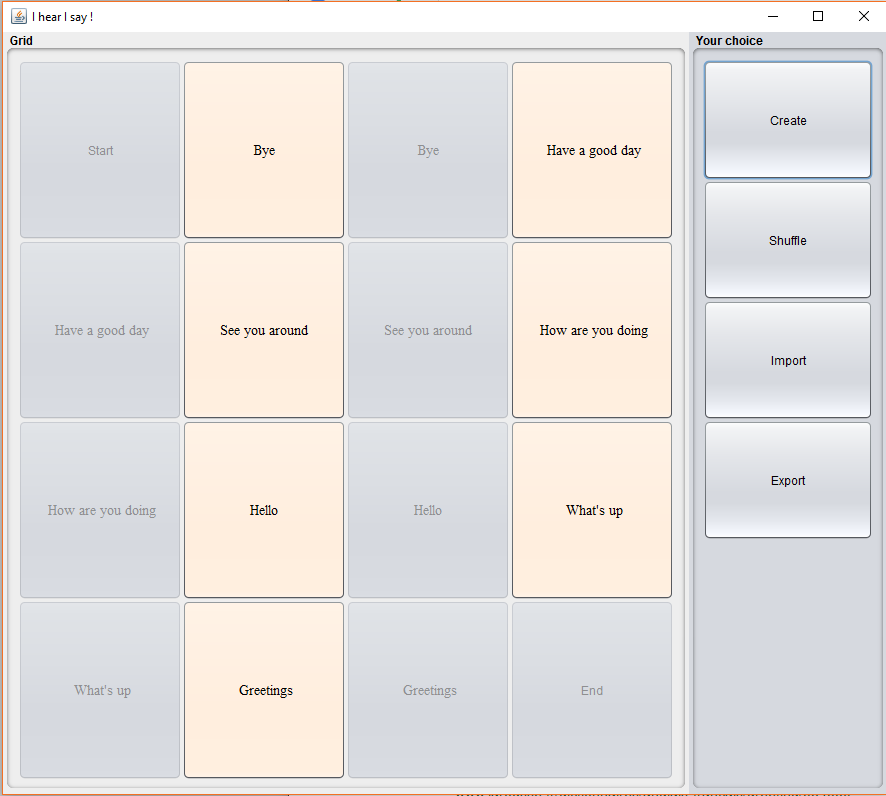 I hear I say !
Grid
Your choice
Start
Bye
Bye
Have a good day
Have a good day
See you around
See you around
How are you doing
How are you doing
Hello
Hello
What's up
What's up
Greetings
Greetings
End
Create
Shuffle
Import
Export